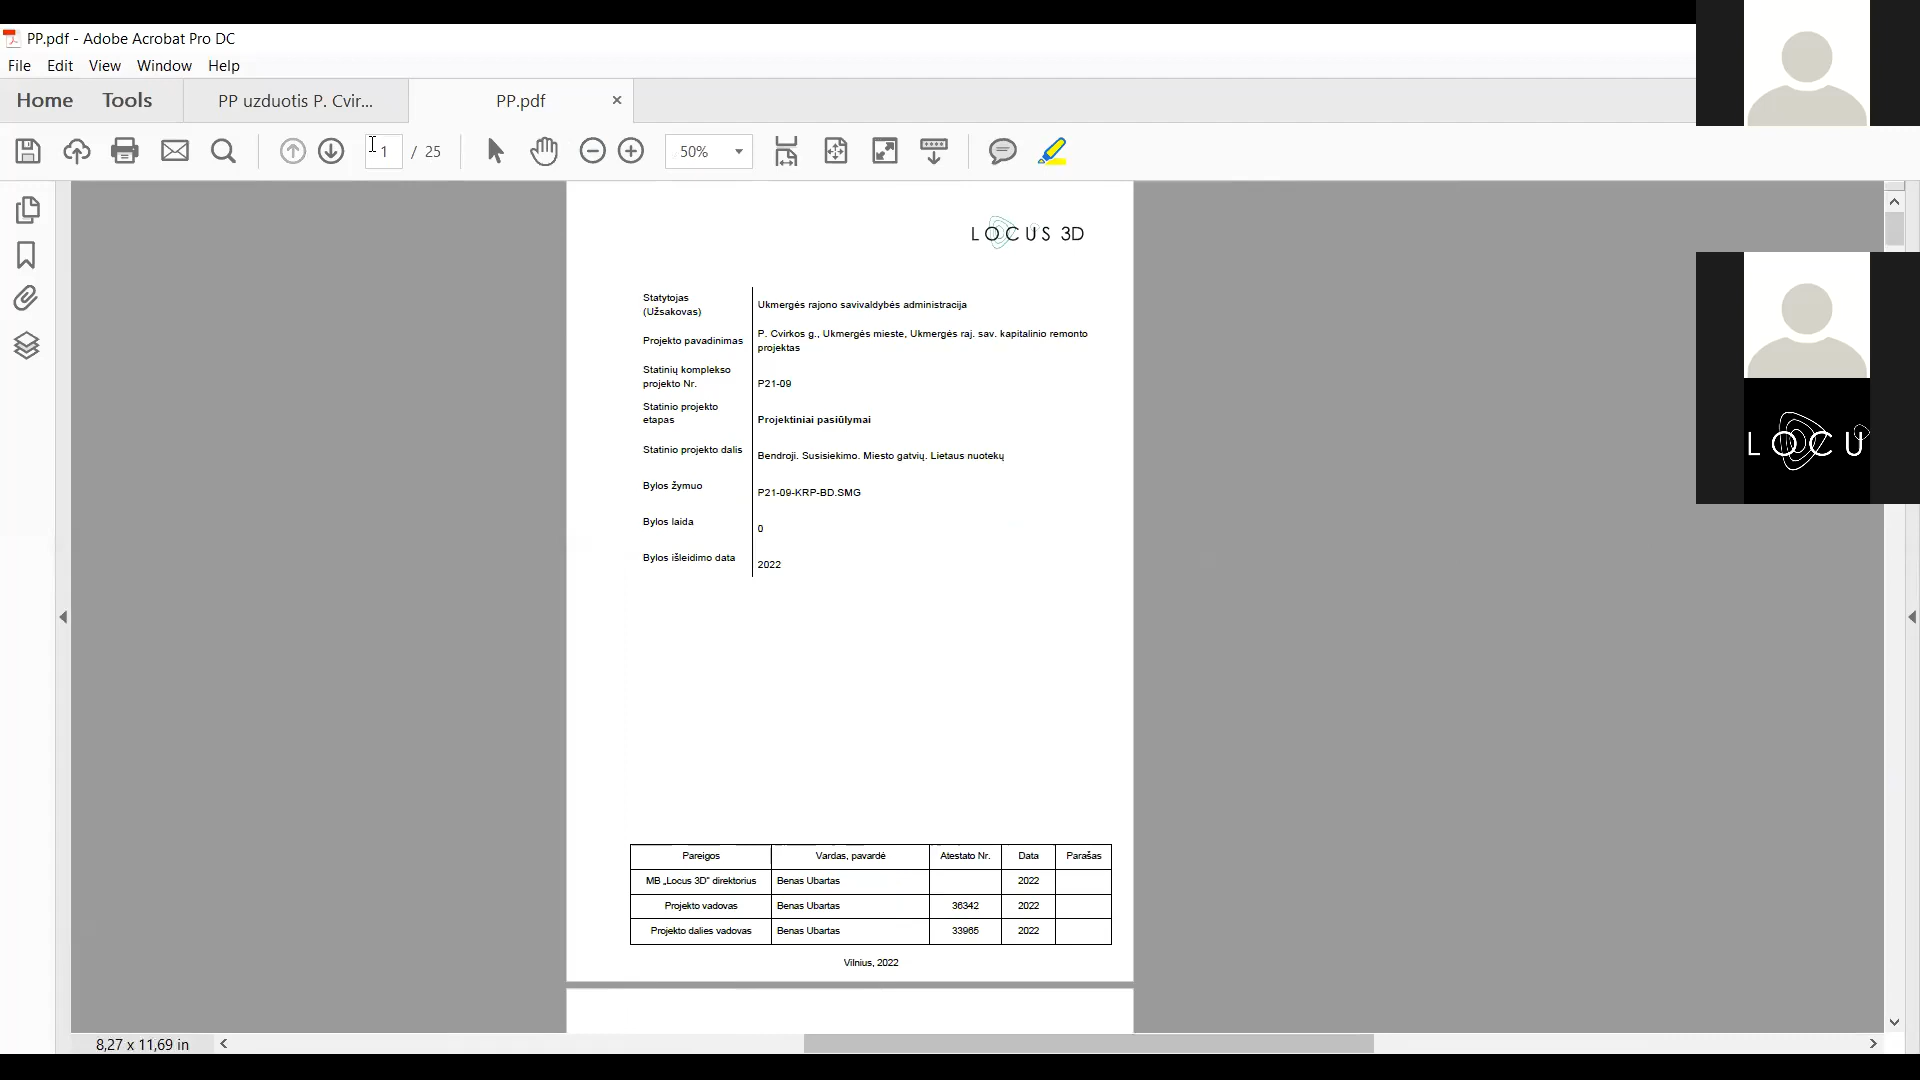 PP.pdf - Adobe Acrobat Pro DC
File Edit View Window Help
Home Tools PP uzduotis P. Cvir... PP.pdf ×
1 / 25 50%
LOCUS 3D
Statytojas
(Užsakovas)
Ukmergės rajono savivaldybės administracija
Projekto pavadinimas
P. Cvirkos g., Ukmergės mieste, Ukmergės raj. sav. kapitalinio remonto
projektas
Statinių komplekso
projekto Nr.
P21-09
Statinio projekto
etapas
Projektiniai pasiūlymai
Statinio projekto dalis
Bendroji. Susisiekimo. Miesto gatvių. Lietaus nuotekų
Bylos žymuo
P21-09-KRP-BD.SMG
Bylos laida
0
Bylos išleidimo data
2022
Pareigos Vardas, pavardė Atestato Nr. Data Parašas
MB „Locus 3D“ direktorius Benas Ubartas 2022
Projekto vadovas Benas Ubartas 36342 2022
Projekto dalies vadovas Benas Ubartas 33965 2022
Vilnius, 2022
8,27 x 11,69 in
LOCU